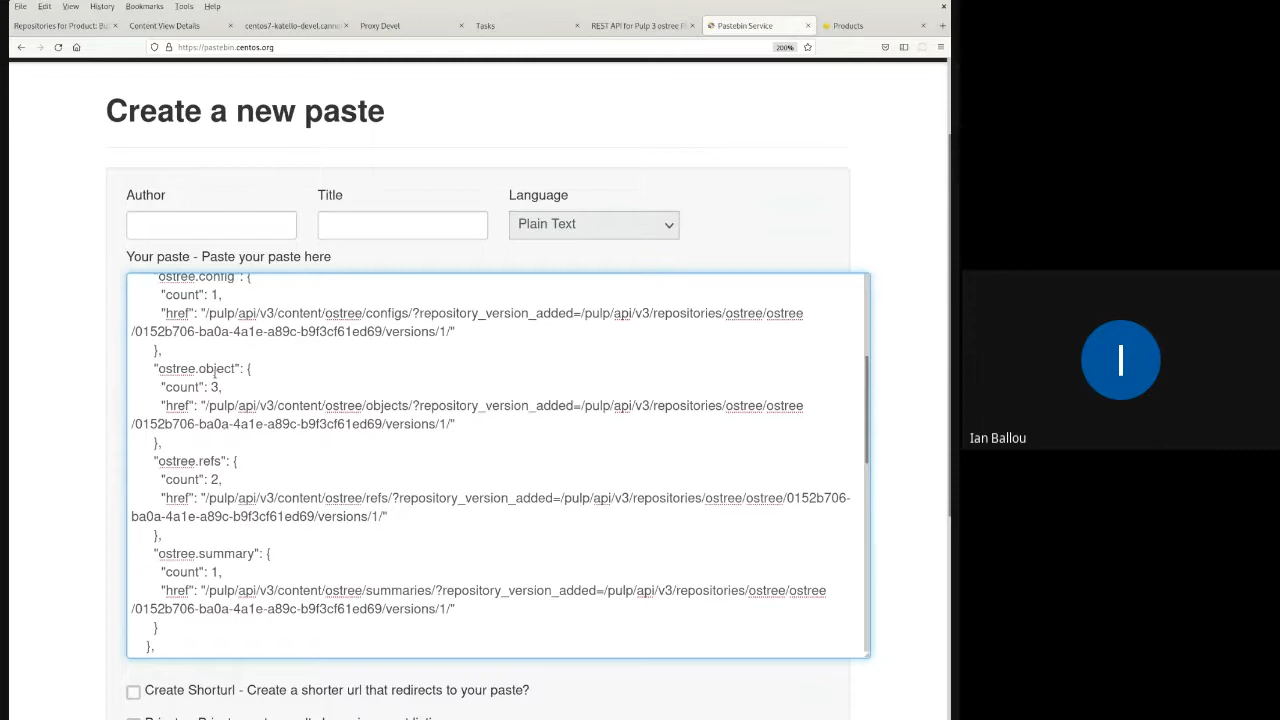 File Edit View History Bookmarks Tools Help
Repositories for Product: Bu
Content View Details
centos7-katello-devel.canno
Proxy Devel
Tasks
REST API for Pulp 3 ostree P
Pastebin Service
Products
https://pastebin.centos.org
200%
Create a new paste
Author
Title
Language
Plain Text
Your paste - Paste your paste here
"ostree.config": {
"count": 1,
"href": "/pulp/api/v3/content/ostree/configs/?repository_version_added=/pulp/api/v3/repositories/ostree/ostree
/0152b706-ba0a-4a1e-a89c-b9f3cf61ed69/versions/1/"
},
"ostree.object": {
"count": 3,
"href": "/pulp/api/v3/content/ostree/objects/?repository_version_added=/pulp/api/v3/repositories/ostree/ostree
/0152b706-ba0a-4a1e-a89c-b9f3cf61ed69/versions/1/"
},
"ostree.refs": {
"count": 2,
"href": "/pulp/api/v3/content/ostree/refs/?repository_version_added=/pulp/api/v3/repositories/ostree/ostree/0152b706-
ba0a-4a1e-a89c-b9f3cf61ed69/versions/1/"
},
"ostree.summary": {
"count": 1,
"href": "/pulp/api/v3/content/ostree/summaries/?repository_version_added=/pulp/api/v3/repositories/ostree/ostree
/0152b706-ba0a-4a1e-a89c-b9f3cf61ed69/versions/1/"
}
},
Create Shorturl - Create a shorter url that redirects to your paste?
I
Ian Ballou